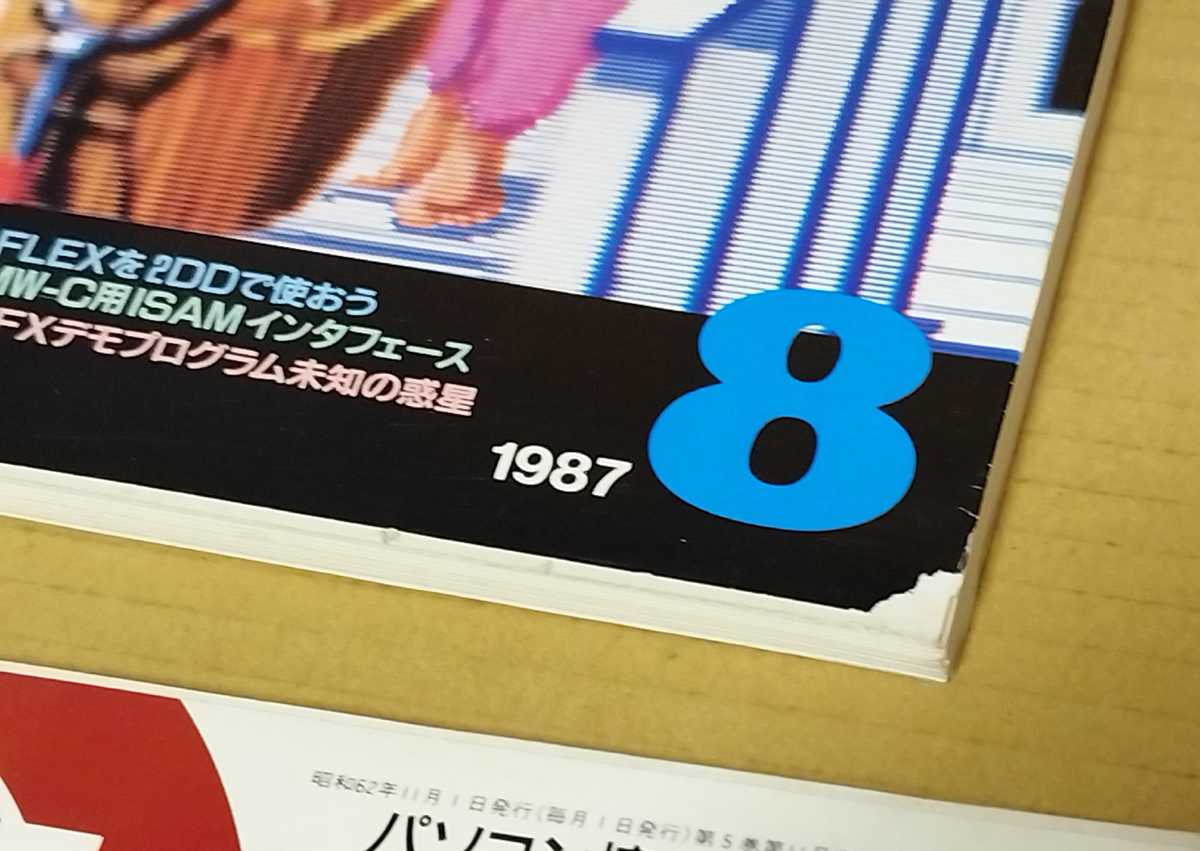 FLEXを2DDで使おう
MW-C用ISAMインタフェース
FXデモプログラム未知の惑星
1987
8
昭和62年11月1日発行(毎月1日発行)第5巻第11号
パソコン